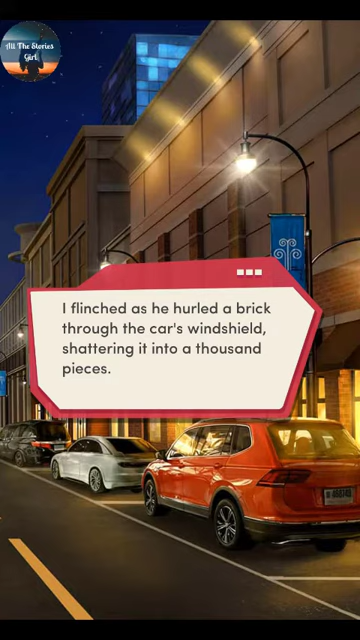 All The Stories
Girl
I flinched as he hurled a brick
through the car's windshield,
shattering it into a thousand
pieces.